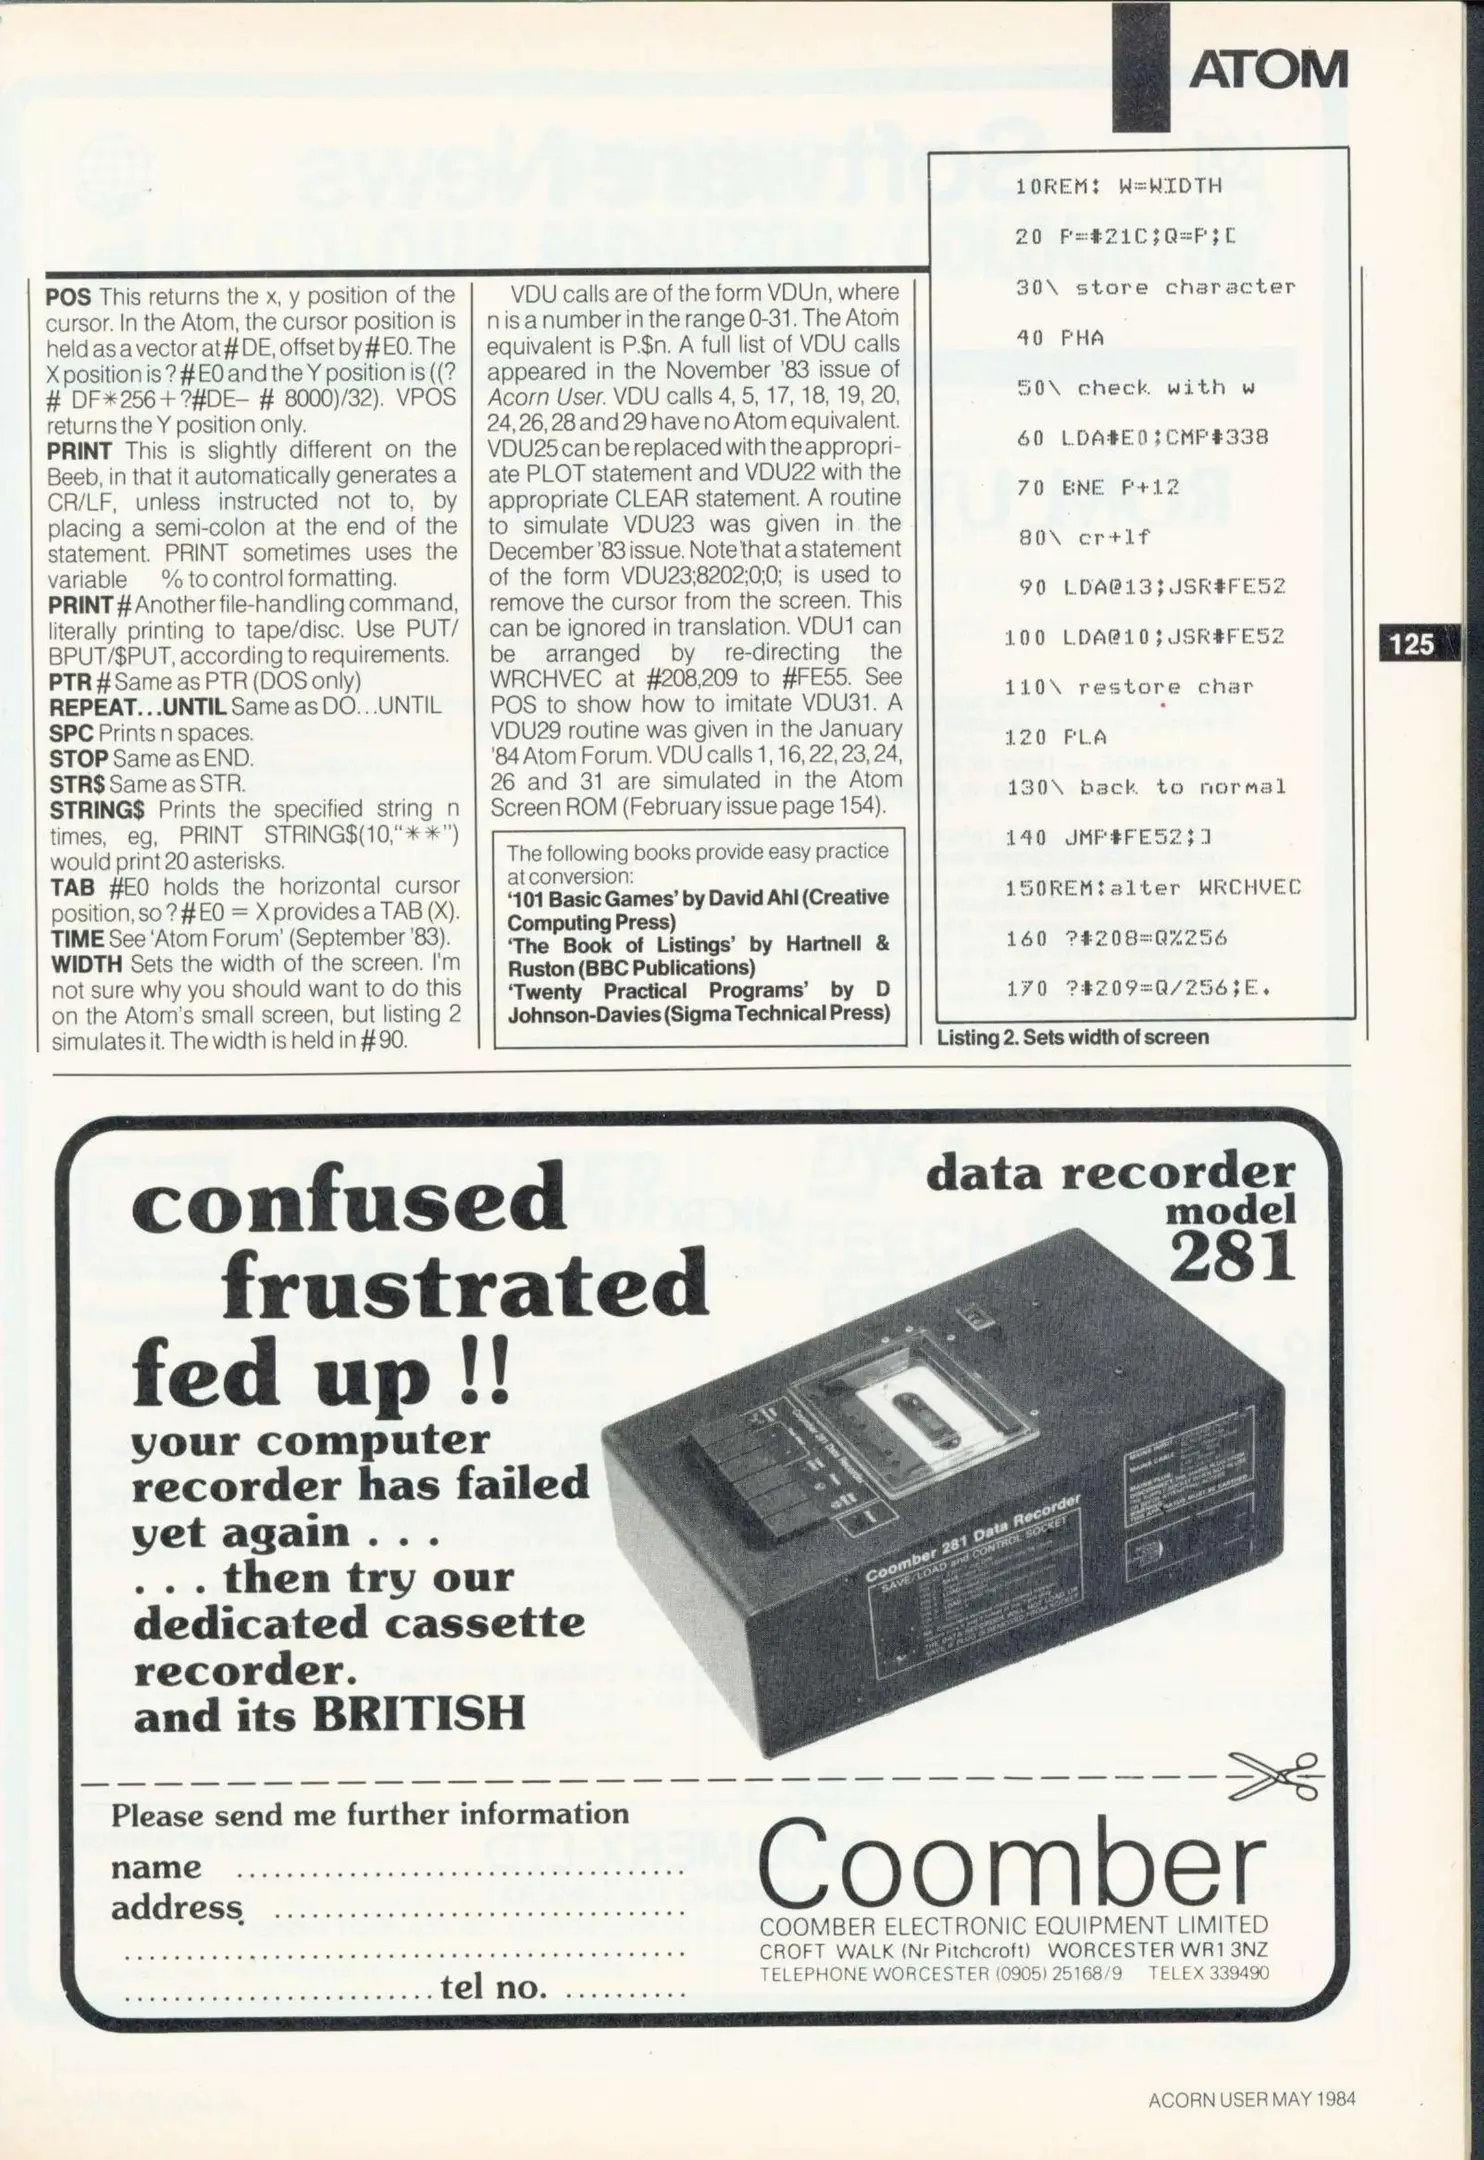 ATOM
POS This returns the x, y position of the
cursor. In the Atom, the cursor position is
held as a vector at #DE, offset by #E0. The
X position is ?#E0 and the Y position is ((?
# DF*256+?#DE– # 8000)/32). VPOS
returns the Y position only.
PRINT This is slightly different on the
Beeb, in that it automatically generates a
CR/LF, unless instructed not to, by
placing a semi-colon at the end of the
statement. PRINT sometimes uses the
variable % to control formatting.
PRINT# Another file-handling command,
literally printing to tape/disc. Use PUT/
BPUT/$PUT, according to requirements.
PTR # Same as PTR (DOS only)
REPEAT...UNTIL Same as DO...UNTIL
SPC Prints n spaces.
STOP Same as END.
STR$ Same as STR.
STRING$ Prints the specified string n
times, eg, PRINT STRING$(10,“**”)
would print 20 asterisks.
TAB #E0 holds the horizontal cursor
position, so ?#E0 = X provides a TAB (X).
TIME See ‘Atom Forum’ (September ’83).
WIDTH Sets the width of the screen. I'm
not sure why you should want to do this
on the Atom's small screen, but listing 2
simulates it. The width is held in #90.
VDU calls are of the form VDUn, where
n is a number in the range 0-31. The Atom
equivalent is P.$n. A full list of VDU calls
appeared in the November '83 issue of
Acorn User. VDU calls 4, 5, 17, 18, 19, 20,
24, 26, 28 and 29 have no Atom equivalent.
VDU25 can be replaced with the appropri-
ate PLOT statement and VDU22 with the
appropriate CLEAR statement. A routine
to simulate VDU23 was given in the
December '83 issue. Note that a statement
of the form VDU23;8202;0;0; is used to
remove the cursor from the screen. This
can be ignored in translation. VDU1 can
be arranged by re-directing the
WRCHVEC at #208,209 to #FE55. See
POS to show how to imitate VDU31. A
VDU29 routine was given in the January
'84 Atom Forum. VDU calls 1, 16, 22, 23, 24,
26 and 31 are simulated in the Atom
Screen ROM (February issue page 154).
The following books provide easy practice
at conversion:
‘101 Basic Games’ by David Ahl (Creative
Computing Press)
‘The Book of Listings’ by Hartnell &
Ruston (BBC Publications)
‘Twenty Practical Programs’ by D
Johnson-Davies (Sigma Technical Press)
10REM: W=WIDTH
20 P=#21C;Q=P;[
30\ store character
40 PHA
50\ check with w
60 LDA#E0;CMP#338
70 BNE P+12
80\ cr+lf
90 LDA@13;JSR#FE52
100 LDA@10;JSR#FE52
110\ restore char
120 PLA
130\ back to normal
140 JMP#FE52;]
150REM:alter WRCHVEC
160 ?#208=Q%256
170 ?#209=Q/256;E.
Listing 2. Sets width of screen
125
confused
frustrated
fed up !!
your computer
recorder has failed
yet again . . .
. . . then try our
dedicated cassette
recorder.
and its BRITISH
data recorder
model
281
Coomber 281 Data Recorder
Coomber 281 Data Recorder
SAVE/LOAD and CONTROL SOCKET
Please send me further information
name
address
tel no.
Coomber
COOMBER ELECTRONIC EQUIPMENT LIMITED
CROFT WALK (Nr Pitchcroft) WORCESTER WR1 3NZ
TELEPHONE WORCESTER (0905) 25168/9 TELEX 339490
ACORN USER MAY 1984